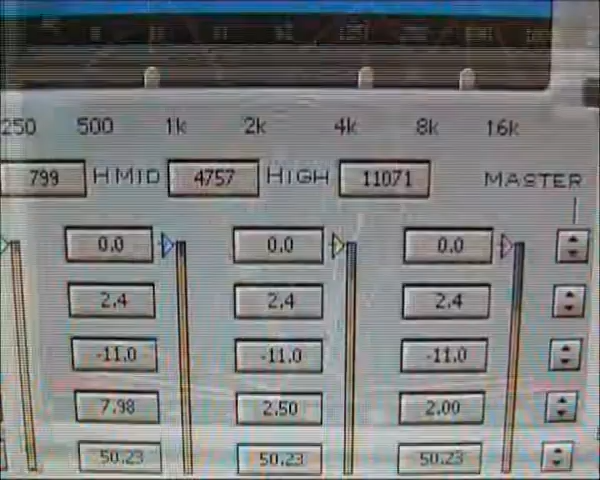 250 500 1k 2k 4k 8k 16k
799 HMID 4757 HIGH 11071 MASTER
0.0 0.0 0.0
2.4 2.4 2.4
-11.0 -11.0 -11.0
7.98 2.50 2.00
50.23 50.23 50.23